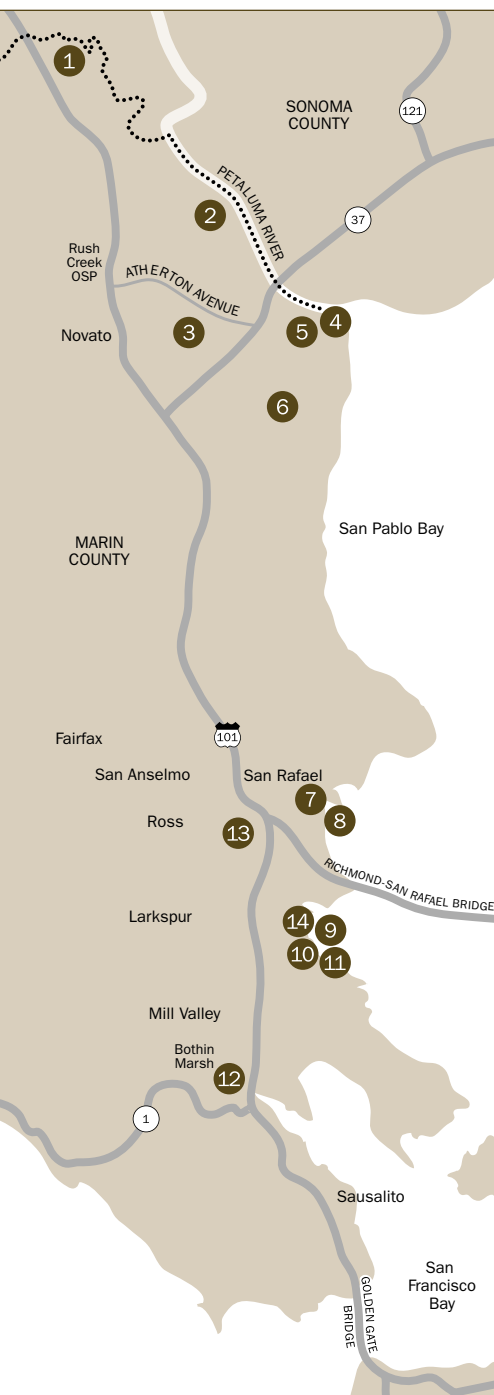 1
SONOMA
COUNTY
121
PETALUMA RIVER
2
37
Rush
Creek
OSP
ATHERTON AVENUE
4
5
3
Novato
6
San Pablo Bay
MARIN
COUNTY
101
Fairfax
San Anselmo
San Rafael
7
8
Ross
13
RICHMOND-SAN RAFAEL BRIDGE
Larkspur
14
9
10
11
Mill Valley
Bothin
Marsh
12
1
Sausalito
San
Francisco
Bay
GOLDEN GATE
BRIDGE